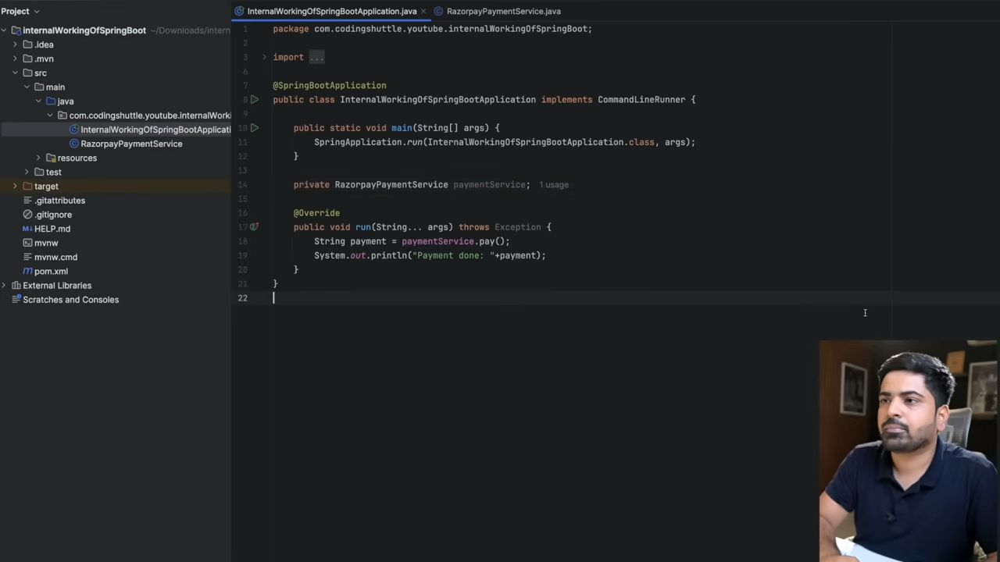 Project
internalWorkingOfSpringBoot ~/Downloads/intern
.idea
.mvn
src
main
java
com.codingshuttle.youtube.internalWorki
InternalWorkingOfSpringBootApplicati
RazorpayPaymentService
resources
test
target
.gitattributes
.gitignore
HELP.md
mvnw
mvnw.cmd
pom.xml
External Libraries
Scratches and Consoles
InternalWorkingOfSpringBootApplication.java
RazorpayPaymentService.java
1 package com.codingshuttle.youtube.internalWorkingOfSpringBoot;
2
3 import ...
6
7 @SpringBootApplication
8 public class InternalWorkingOfSpringBootApplication implements CommandLineRunner {
9
10 public static void main(String[] args) {
11 SpringApplication.run(InternalWorkingOfSpringBootApplication.class, args);
12 }
13
14 private RazorpayPaymentService paymentService; 1 usage
15
16 @Override
17 public void run(String... args) throws Exception {
18 String payment = paymentService.pay();
19 System.out.println("Payment done: "+payment);
20 }
21 }
22